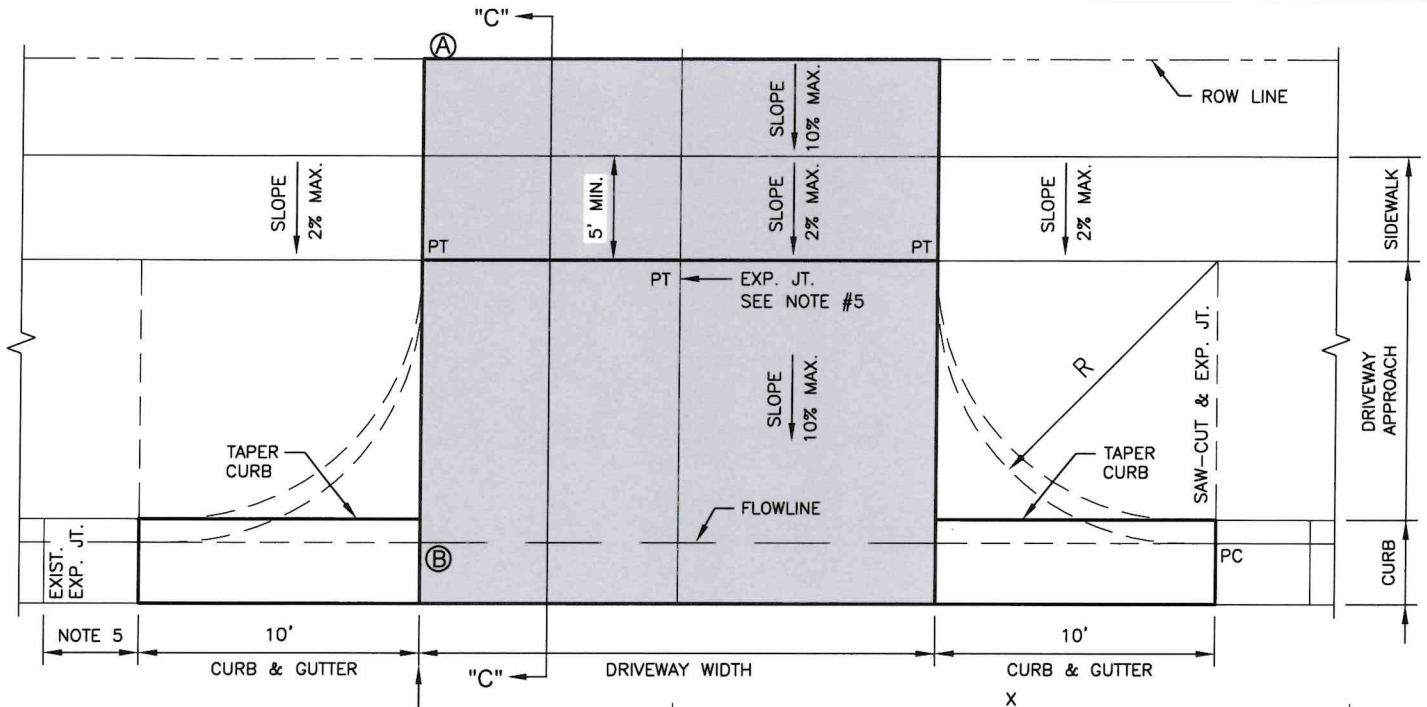 "C"
A
ROW LINE
SLOPE
10% MAX.
SLOPE
2% MAX.
5' MIN.
SLOPE
2% MAX.
SLOPE
2% MAX.
SIDEWALK
PT
PT
PT
EXP. JT.
SEE NOTE #5
SLOPE
10% MAX.
R
SAW-CUT & EXP. JT.
DRIVEWAY
APPROACH
TAPER
CURB
TAPER
CURB
FLOWLINE
EXIST.
EXP. JT.
B
PC
CURB
NOTE 5
10'
CURB & GUTTER
"C"
DRIVEWAY WIDTH
10'
CURB & GUTTER
X